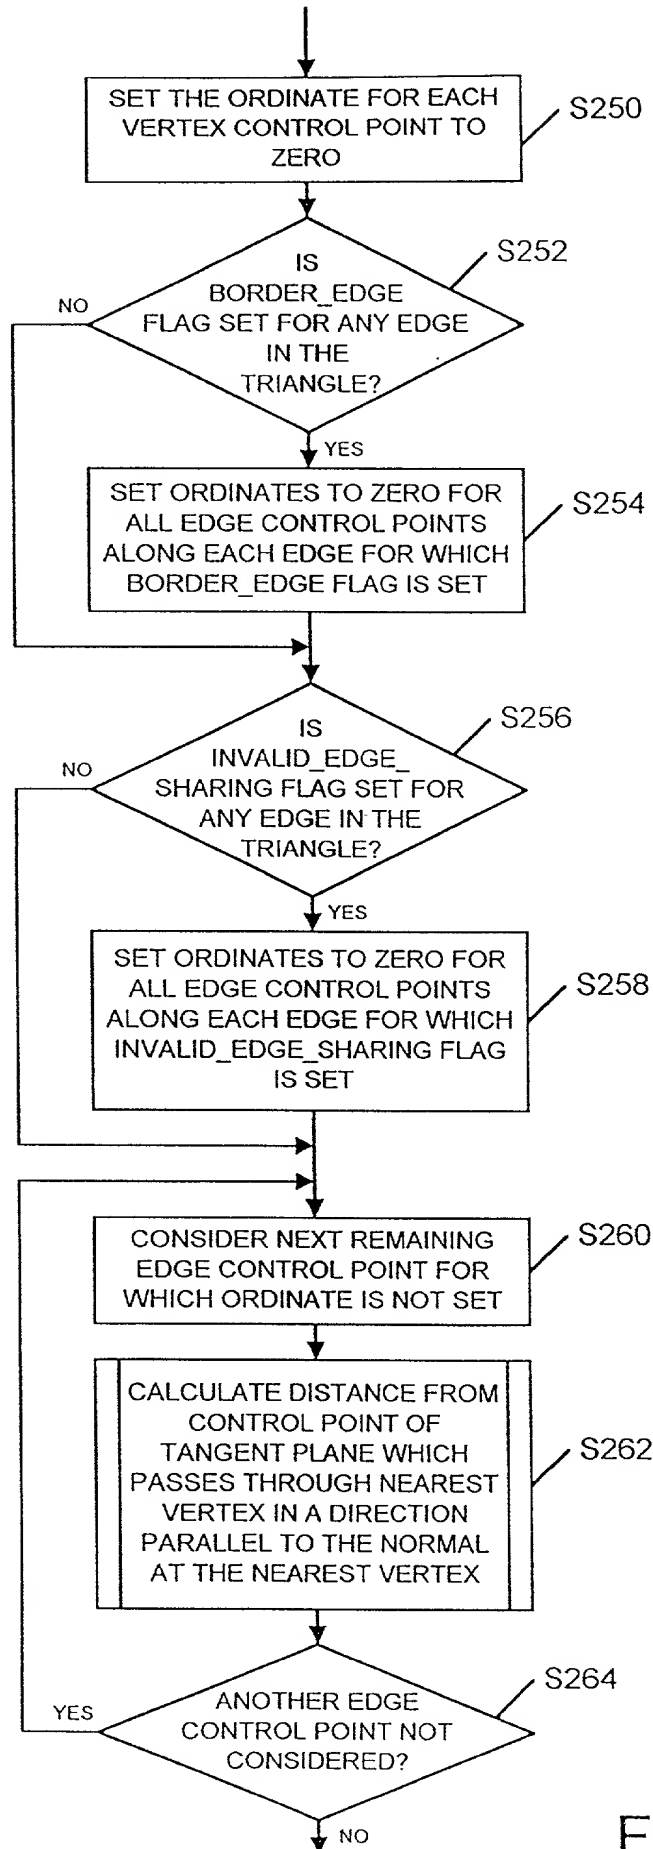 SET THE ORDINATE FOR EACH
VERTEX CONTROL POINT TO
ZERO
S250
S252
IS
BORDER_EDGE
FLAG SET FOR ANY EDGE
IN THE
TRIANGLE?
NO
YES
SET ORDINATES TO ZERO FOR
ALL EDGE CONTROL POINTS
ALONG EACH EDGE FOR WHICH
BORDER_EDGE FLAG IS SET
S254
S256
IS
INVALID_EDGE_
SHARING FLAG SET FOR
ANY EDGE IN THE
TRIANGLE?
NO
YES
SET ORDINATES TO ZERO FOR
ALL EDGE CONTROL POINTS
ALONG EACH EDGE FOR WHICH
INVALID_EDGE_SHARING FLAG
IS SET
S258
CONSIDER NEXT REMAINING
EDGE CONTROL POINT FOR
WHICH ORDINATE IS NOT SET
S260
CALCULATE DISTANCE FROM
CONTROL POINT OF
TANGENT PLANE WHICH
PASSES THROUGH NEAREST
VERTEX IN A DIRECTION
PARALLEL TO THE NORMAL
AT THE NEAREST VERTEX
S262
S264
ANOTHER EDGE
CONTROL POINT NOT
CONSIDERED?
YES
NO